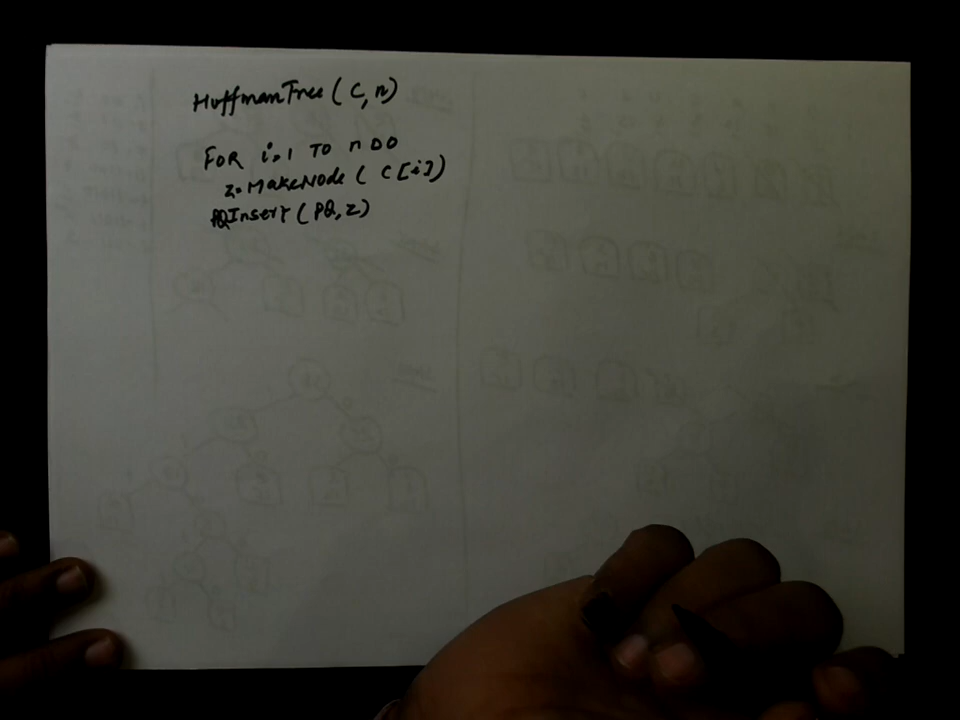 HuffmanTree (C, n)
FOR i=1 TO n DO
z=MakeNode ( C[i])
PQInsert (PQ, z)